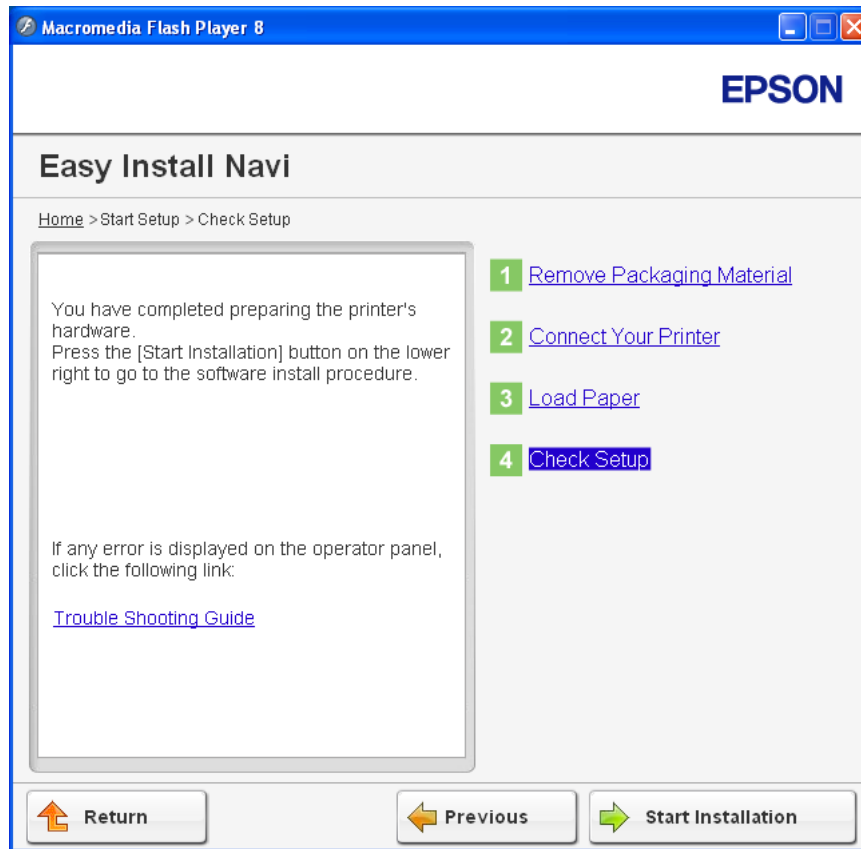 Macromedia Flash Player 8
EPSON
Easy Install Navi
Home > Start Setup > Check Setup
You have completed preparing the printer's
hardware.
Press the [Start Installation] button on the lower
right to go to the software install procedure.
If any error is displayed on the operator panel,
click the following link:
Trouble Shooting Guide
1 Remove Packaging Material
2 Connect Your Printer
3 Load Paper
4 Check Setup
Return
Previous
Start Installation